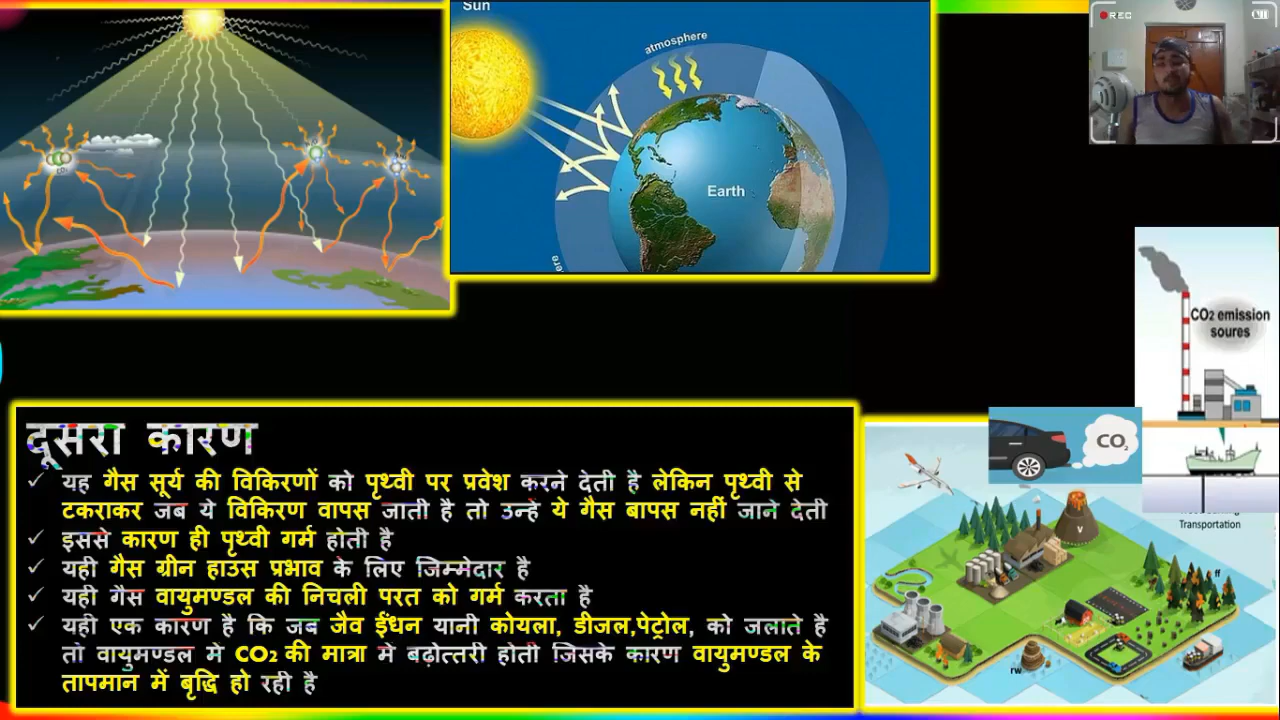 Sun
REC
atmosphere
Earth
CO2 emission
soures
दूसरा कारण
यह गैस सूर्य की विकिरणों को पृथ्वी पर प्रवेश करने देती है लेकिन पृथ्वी से
टकराकर जब ये विकिरण वापस जाती है तो उन्हें ये गैस बापस नहीं जाने देती
इससे कारण ही पृथ्वी गर्म होती है
यही गैस ग्रीन हाउस प्रभाव के लिए जिम्मेदार है
यही गैस वायुमण्डल की निचली परत को गर्म करता है
यही एक कारण है कि जब जैव ईंधन यानी कोयला, डीजल,पेट्रोल, को जलाते है
तो वायुमण्डल में CO₂ की मात्रा मे बढ़ोत्तरी होती जिसके कारण वायुमण्डल के
तापमान में बृद्धि हो रही है
CO₂
Transportation
V
ff
rw